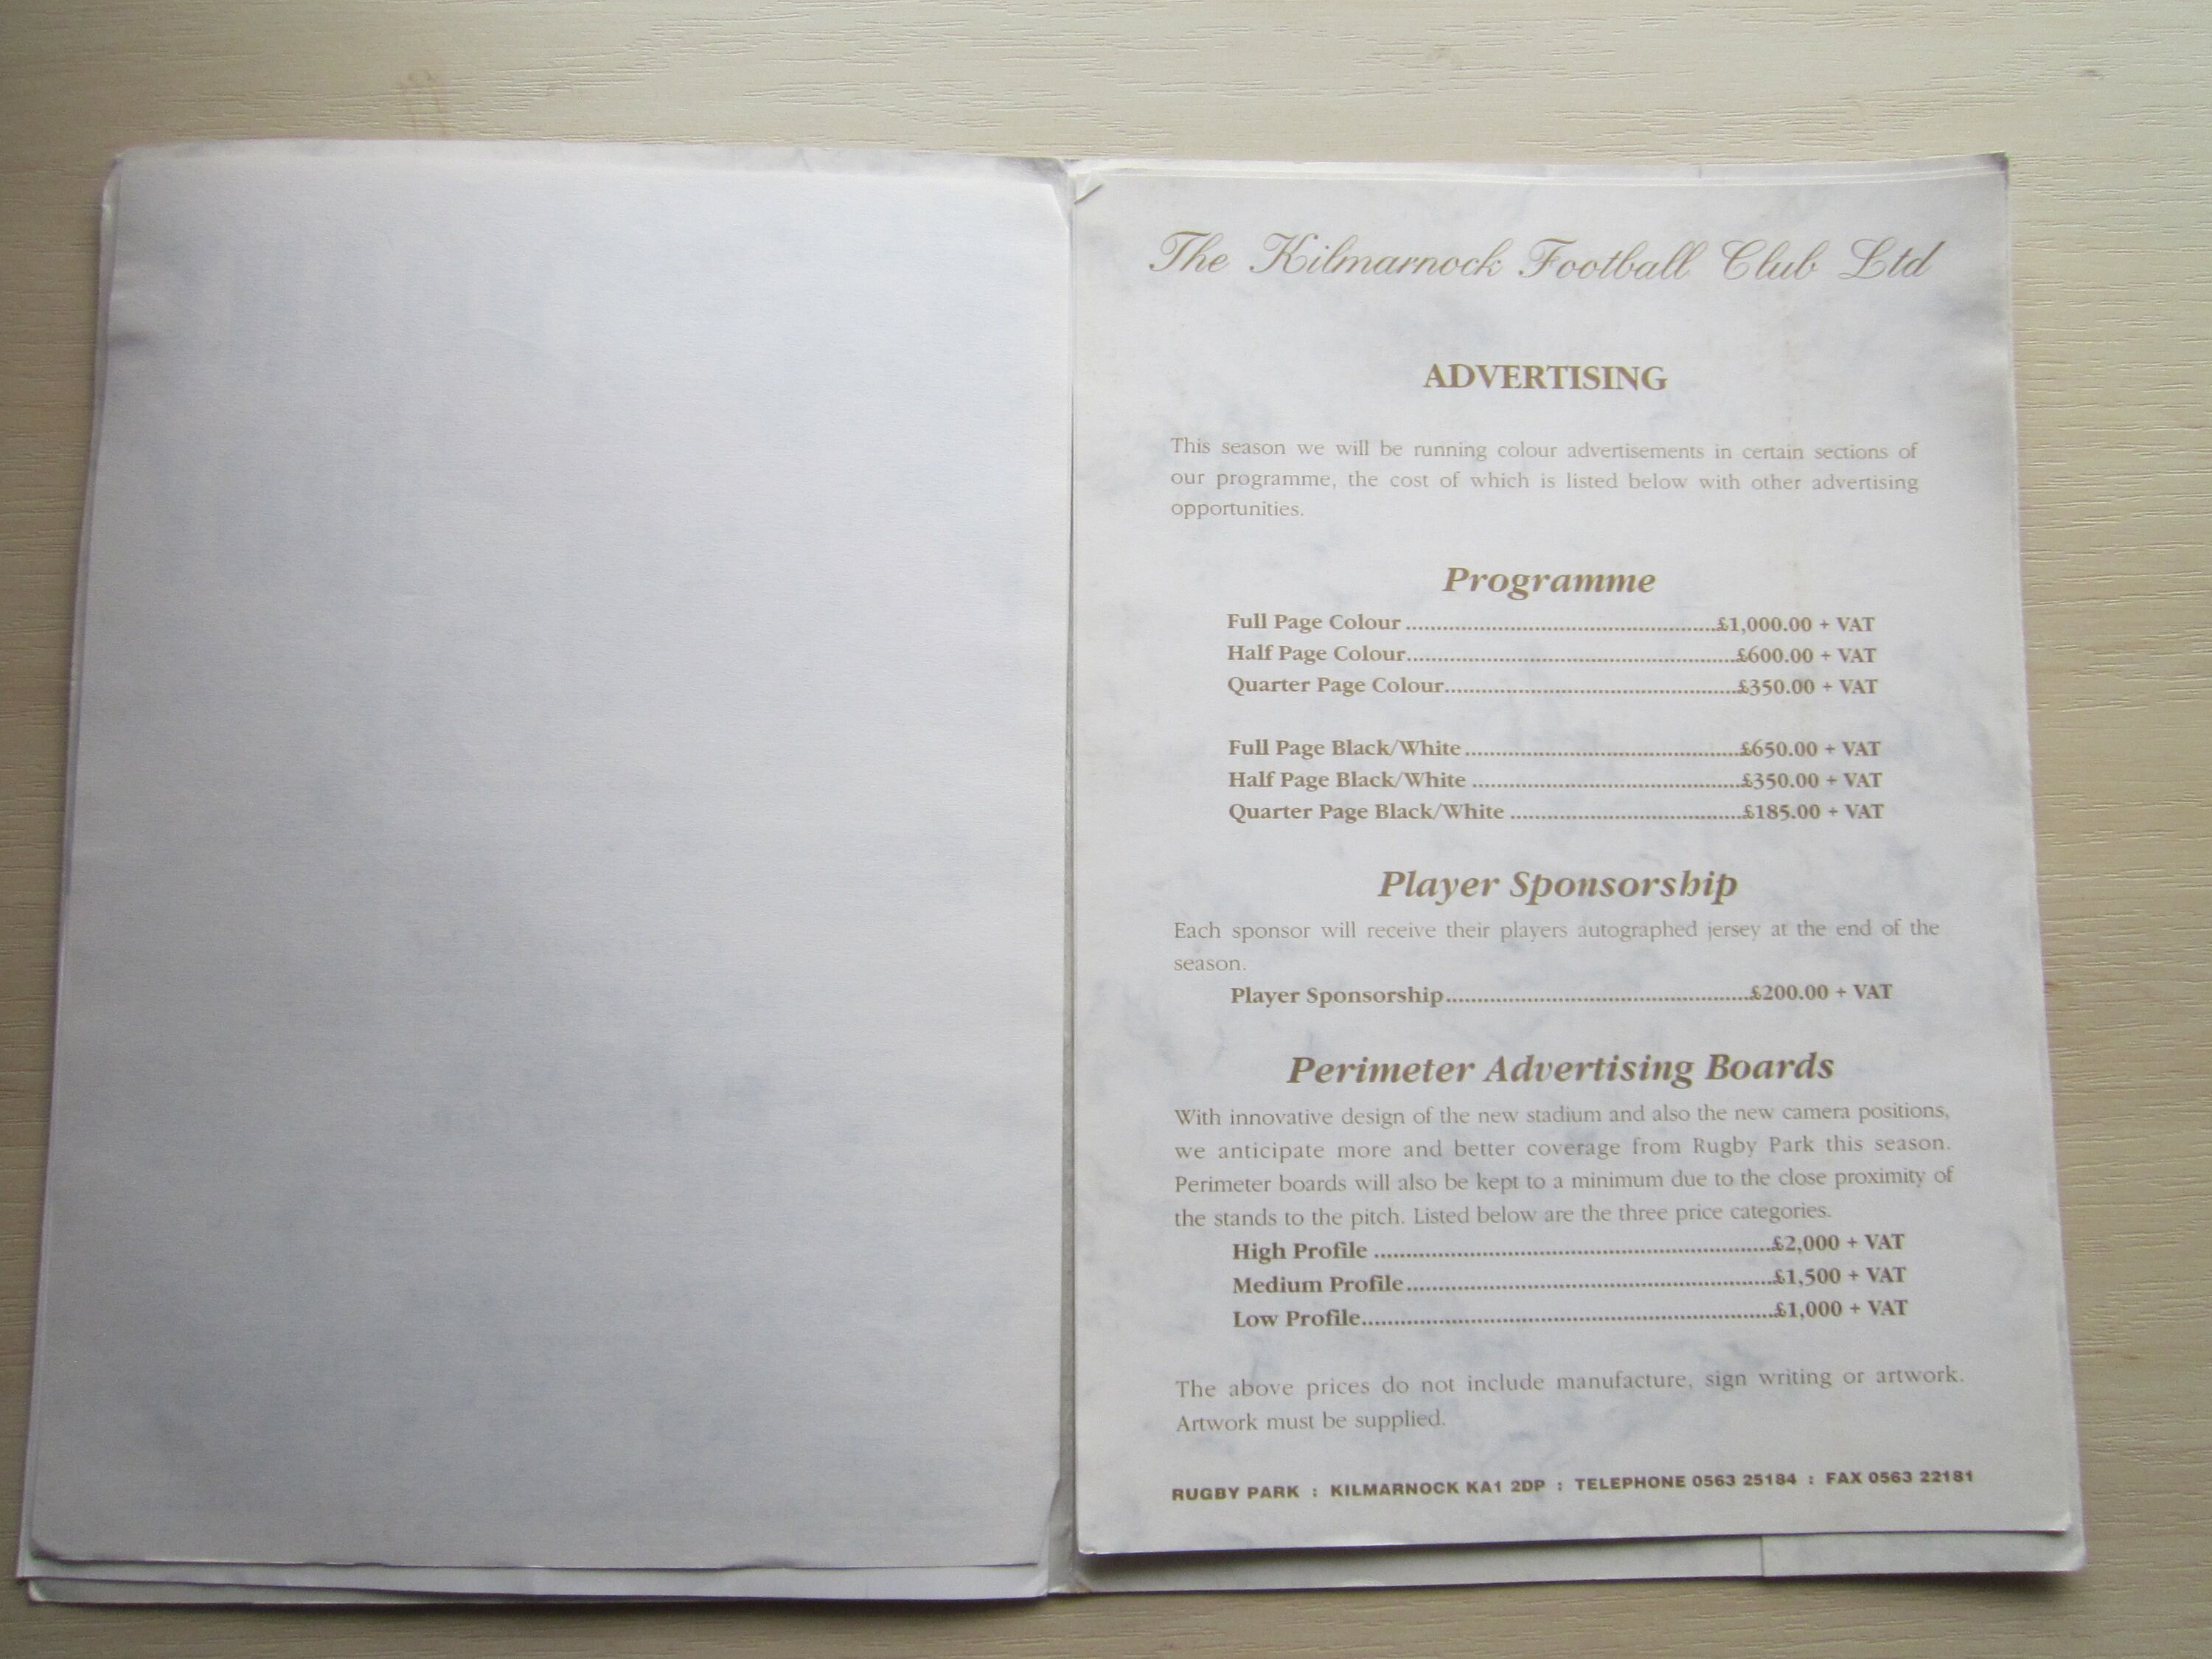 The Kilmarnock Football Club Ltd
ADVERTISING
This season we will be running colour advertisements in certain sections of
our programme, the cost of which is listed below with other advertising
opportunities.
Programme
Full Page Colour ..................................................£1,000.00 + VAT
Half Page Colour.....................................................£600.00 + VAT
Quarter Page Colour...............................................£350.00 + VAT
Full Page Black/White ............................................£650.00 + VAT
Half Page Black/White ...........................................£350.00 + VAT
Quarter Page Black/White .....................................£185.00 + VAT
Player Sponsorship
Each sponsor will receive their players autographed jersey at the end of the
season.
Player Sponsorship.................................................£200.00 + VAT
Perimeter Advertising Boards
With innovative design of the new stadium and also the new camera positions,
we anticipate more and better coverage from Rugby Park this season.
Perimeter boards will also be kept to a minimum due to the close proximity of
the stands to the pitch. Listed below are the three price categories.
High Profile ...............................................................£2,000 + VAT
Medium Profile..........................................................£1,500 + VAT
Low Profile.................................................................£1,000 + VAT
The above prices do not include manufacture, sign writing or artwork.
Artwork must be supplied.
RUGBY PARK : KILMARNOCK KA1 2DP : TELEPHONE 0563 25184 : FAX 0563 22181